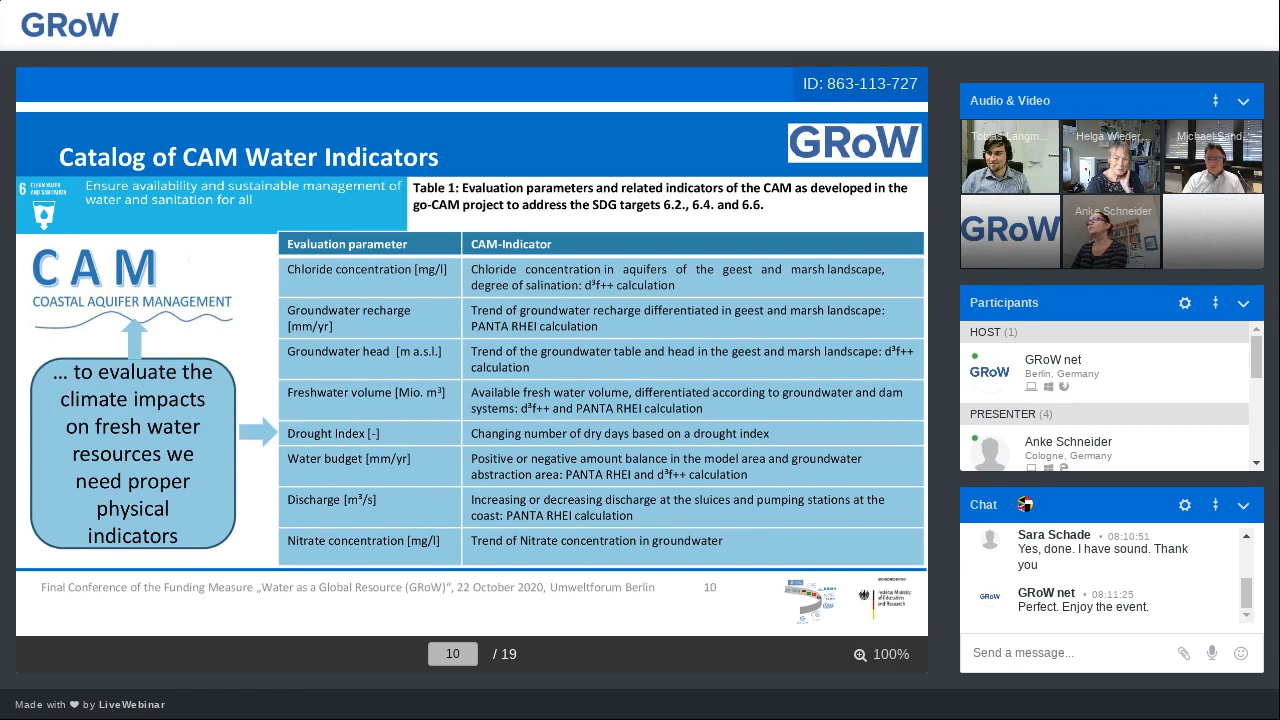 GRoW
ID: 863-113-727
Catalog of CAM Water Indicators
GRoW
6 CLEAN WATER
AND SANITATION
Ensure availability and sustainable management of
water and sanitation for all
Table 1: Evaluation parameters and related indicators of the CAM as developed in the
go-CAM project to address the SDG targets 6.2., 6.4. and 6.6.
CAM
COASTAL AQUIFER MANAGEMENT
... to evaluate the
climate impacts
on fresh water
resources we
need proper
physical
indicators
Evaluation parameter
CAM-Indicator
Chloride concentration [mg/l]
Chloride concentration in aquifers of the geest and marsh landscape,
degree of salination: d³f++ calculation
Groundwater recharge
[mm/yr]
Trend of groundwater recharge differentiated in geest and marsh landscape:
PANTA RHEI calculation
Groundwater head [m a.s.l.]
Trend of the groundwater table and head in the geest and marsh landscape: d³f++
calculation
Freshwater volume [Mio. m³]
Available fresh water volume, differentiated according to groundwater and dam
systems: d³f++ and PANTA RHEI calculation
Drought Index [-]
Changing number of dry days based on a drought index
Water budget [mm/yr]
Positive or negative amount balance in the model area and groundwater
abstraction area: PANTA RHEI and d³f++ calculation
Discharge [m³/s]
Increasing or decreasing discharge at the sluices and pumping stations at the
coast: PANTA RHEI calculation
Nitrate concentration [mg/l]
Trend of Nitrate concentration in groundwater
Final Conference of the Funding Measure „Water as a Global Resource (GRoW)“, 22 October 2020, Umweltforum Berlin
10
Federal Ministry
of Education
and Research
10 / 19
100%
Made with ❤ by LiveWebinar
Audio & Video
Tobias Langm...
Helga Wieder...
Michael Sand...
GRoW
Anke Schneider
Participants
HOST (1)
GRoW
GRoW net
Berlin, Germany
PRESENTER (4)
Anke Schneider
Cologne, Germany
Chat
Sara Schade • 08:10:51
Yes, done. I have sound. Thank
you
GRoW
GRoW net • 08:11:25
Perfect. Enjoy the event.
Send a message...